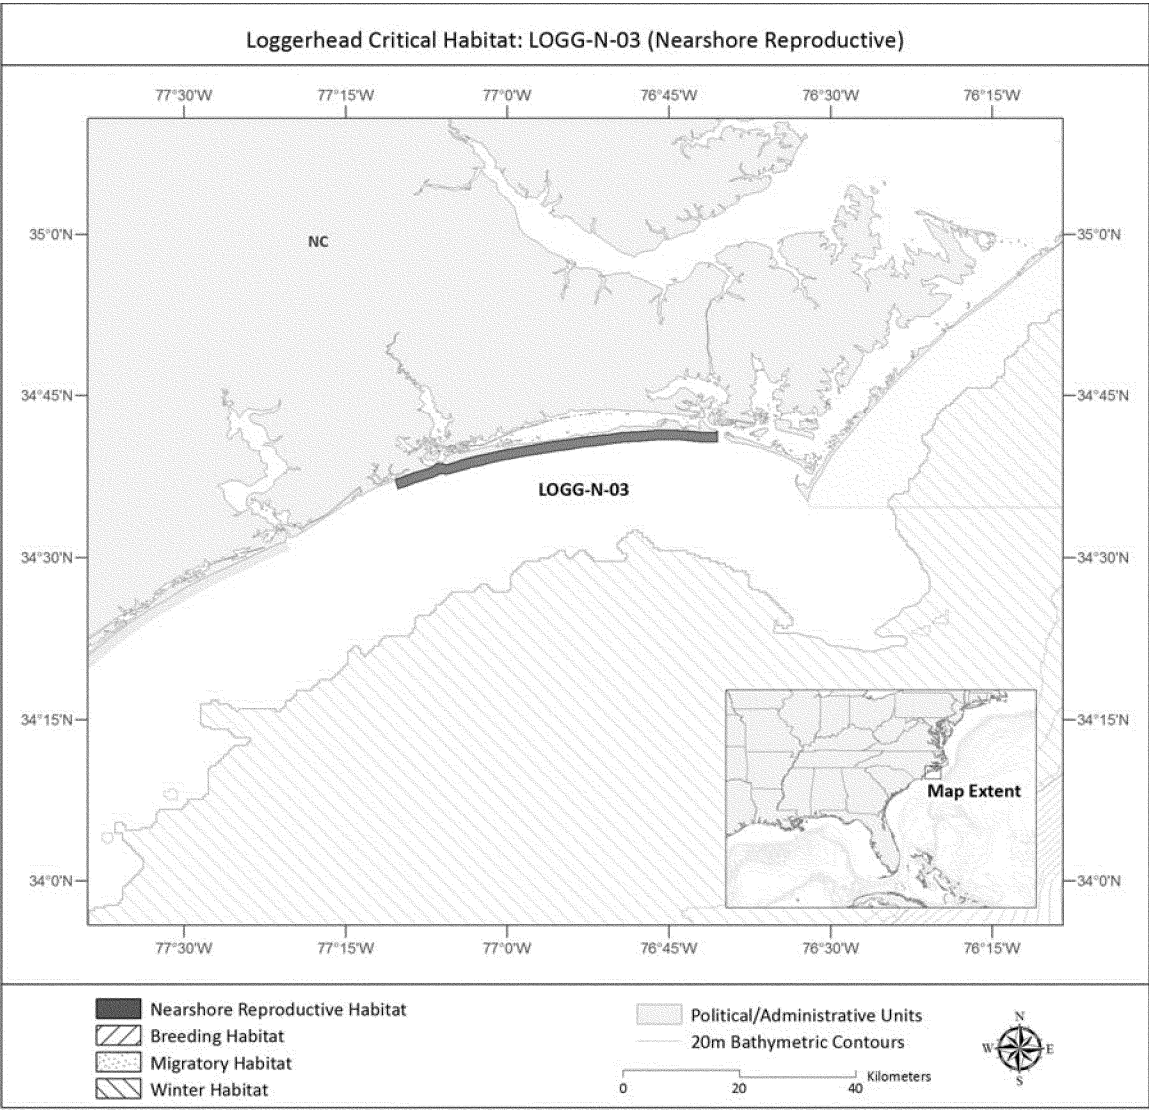 Loggerhead Critical Habitat: LOGG-N-03 (Nearshore Reproductive)
77°30'W 77°15'W 77°0'W 76°45'W 76°30'W 76°15'W
35°0'N 35°0'N
NC
34°45'N 34°45'N
LOGG-N-03
34°30'N 34°30'N
34°15'N 34°15'N
Map Extent
34°0'N 34°0'N
77°30'W 77°15'W 77°0'W 76°45'W 76°30'W 76°15'W
Nearshore Reproductive Habitat
Breeding Habitat
Migratory Habitat
Winter Habitat
Political/Administrative Units
20m Bathymetric Contours
Kilometers
0 20 40
N
W E
S